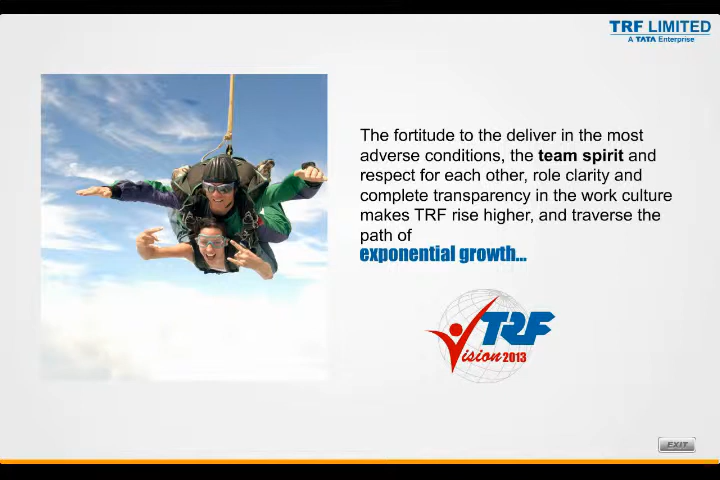 TRF LIMITED
A TATA Enterprise
The fortitude to the deliver in the most
adverse conditions, the team spirit and
respect for each other, role clarity and
complete transparency in the work culture
makes TRF rise higher, and traverse the
path of
exponential growth...
TRF
Vision 2013
EXIT